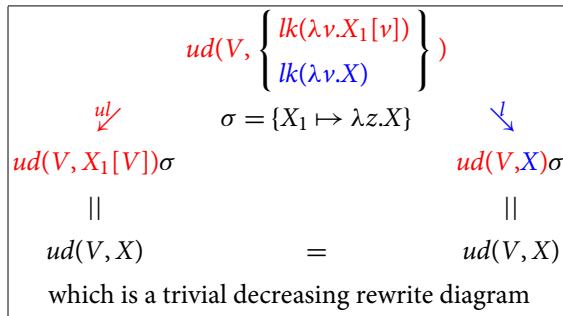 ud(V, { lk(λv.X₁[v])
lk(λv.X) } )
ul σ = {X₁ ↦ λz.X} l
ud(V, X₁[V])σ ud(V,X)σ
|| ||
ud(V, X) = ud(V, X)
which is a trivial decreasing rewrite diagram